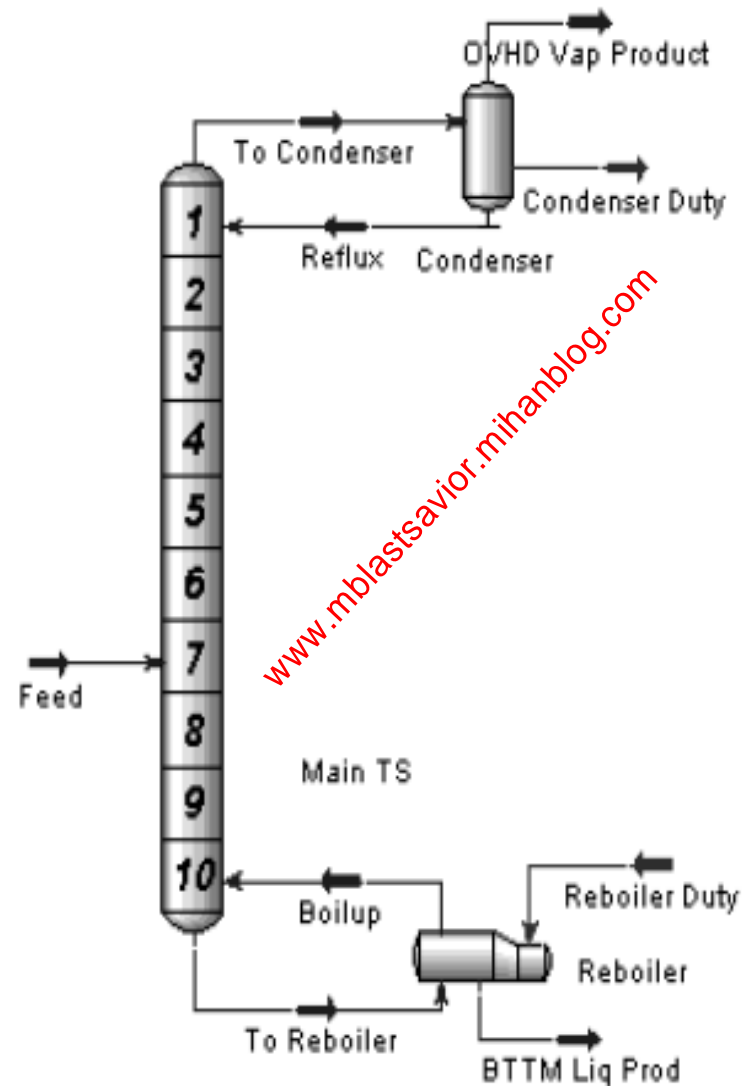 OVHD Vap Product
To Condenser
Condenser Duty
1
Reflux
Condenser
2
3
4
5
6
www.mblastsavior.mihanblog.com
7
Feed
8
Main TS
9
10
Boilup
Reboiler Duty
Reboiler
To Reboiler
BTTM Liq Prod